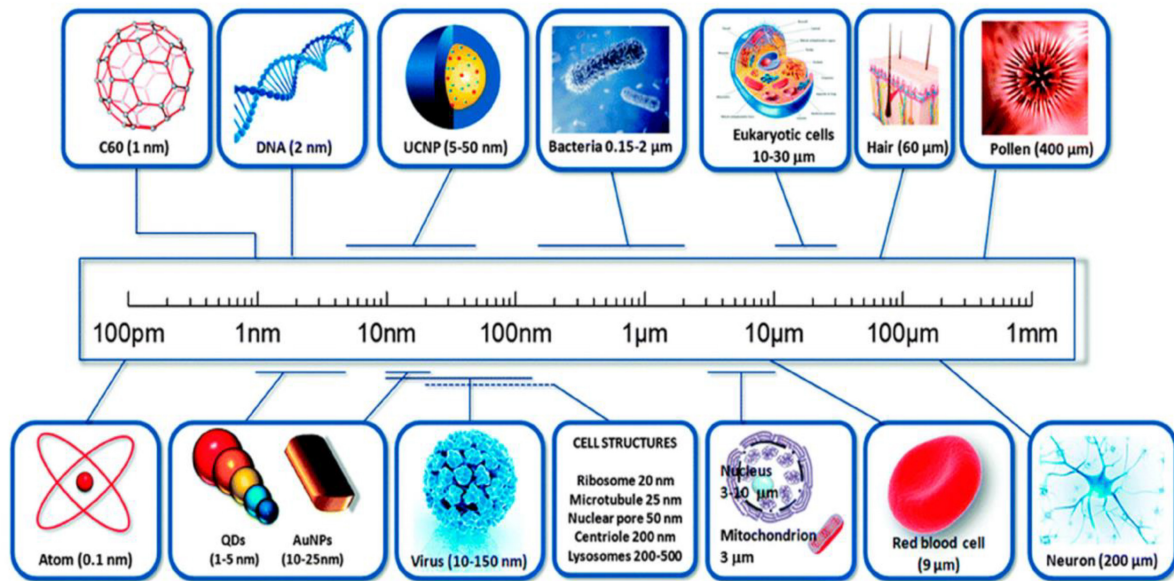 C60 (1 nm)
DNA (2 nm)
UCNP (5-50 nm)
Bacteria 0.15-2 µm
Eukaryotic cells
10-30 µm
Hair (60 µm)
Pollen (400 µm)
100pm 1nm 10nm 100nm 1µm 10µm 100µm 1mm
Atom (0.1 nm)
QDs
(1-5 nm)
AuNPs
(10-25nm)
Virus (10-150 nm)
CELL STRUCTURES
Ribosome 20 nm
Microtubule 25 nm
Nuclear pore 50 nm
Centriole 200 nm
Lysosomes 200-500
Nucleus
3-10 µm
Mitochondrion
3 µm
Red blood cell
(9 µm)
Neuron (200 µm)